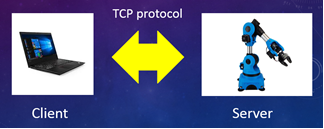 TCP protocol
Client
Server